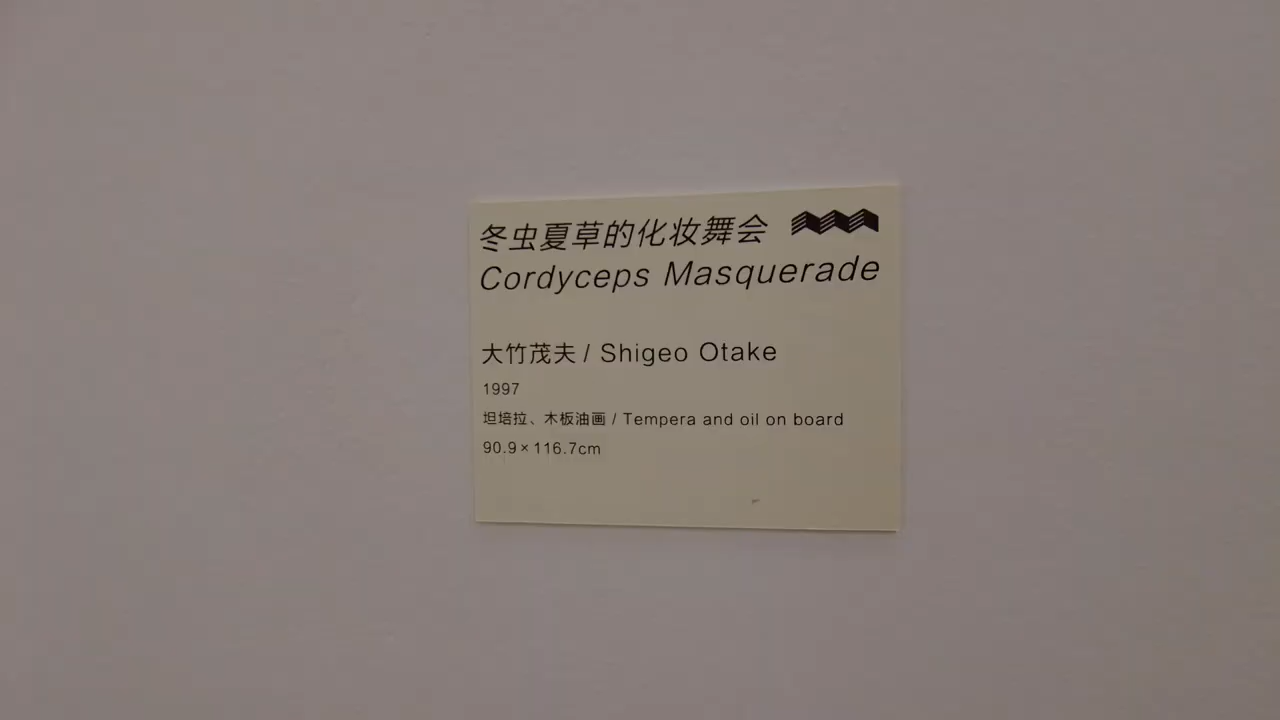 冬虫夏草的化妆舞会
Cordyceps Masquerade
大竹茂夫 / Shigeo Otake
1997
坦培拉、木板油画 / Tempera and oil on board
90.9×116.7cm